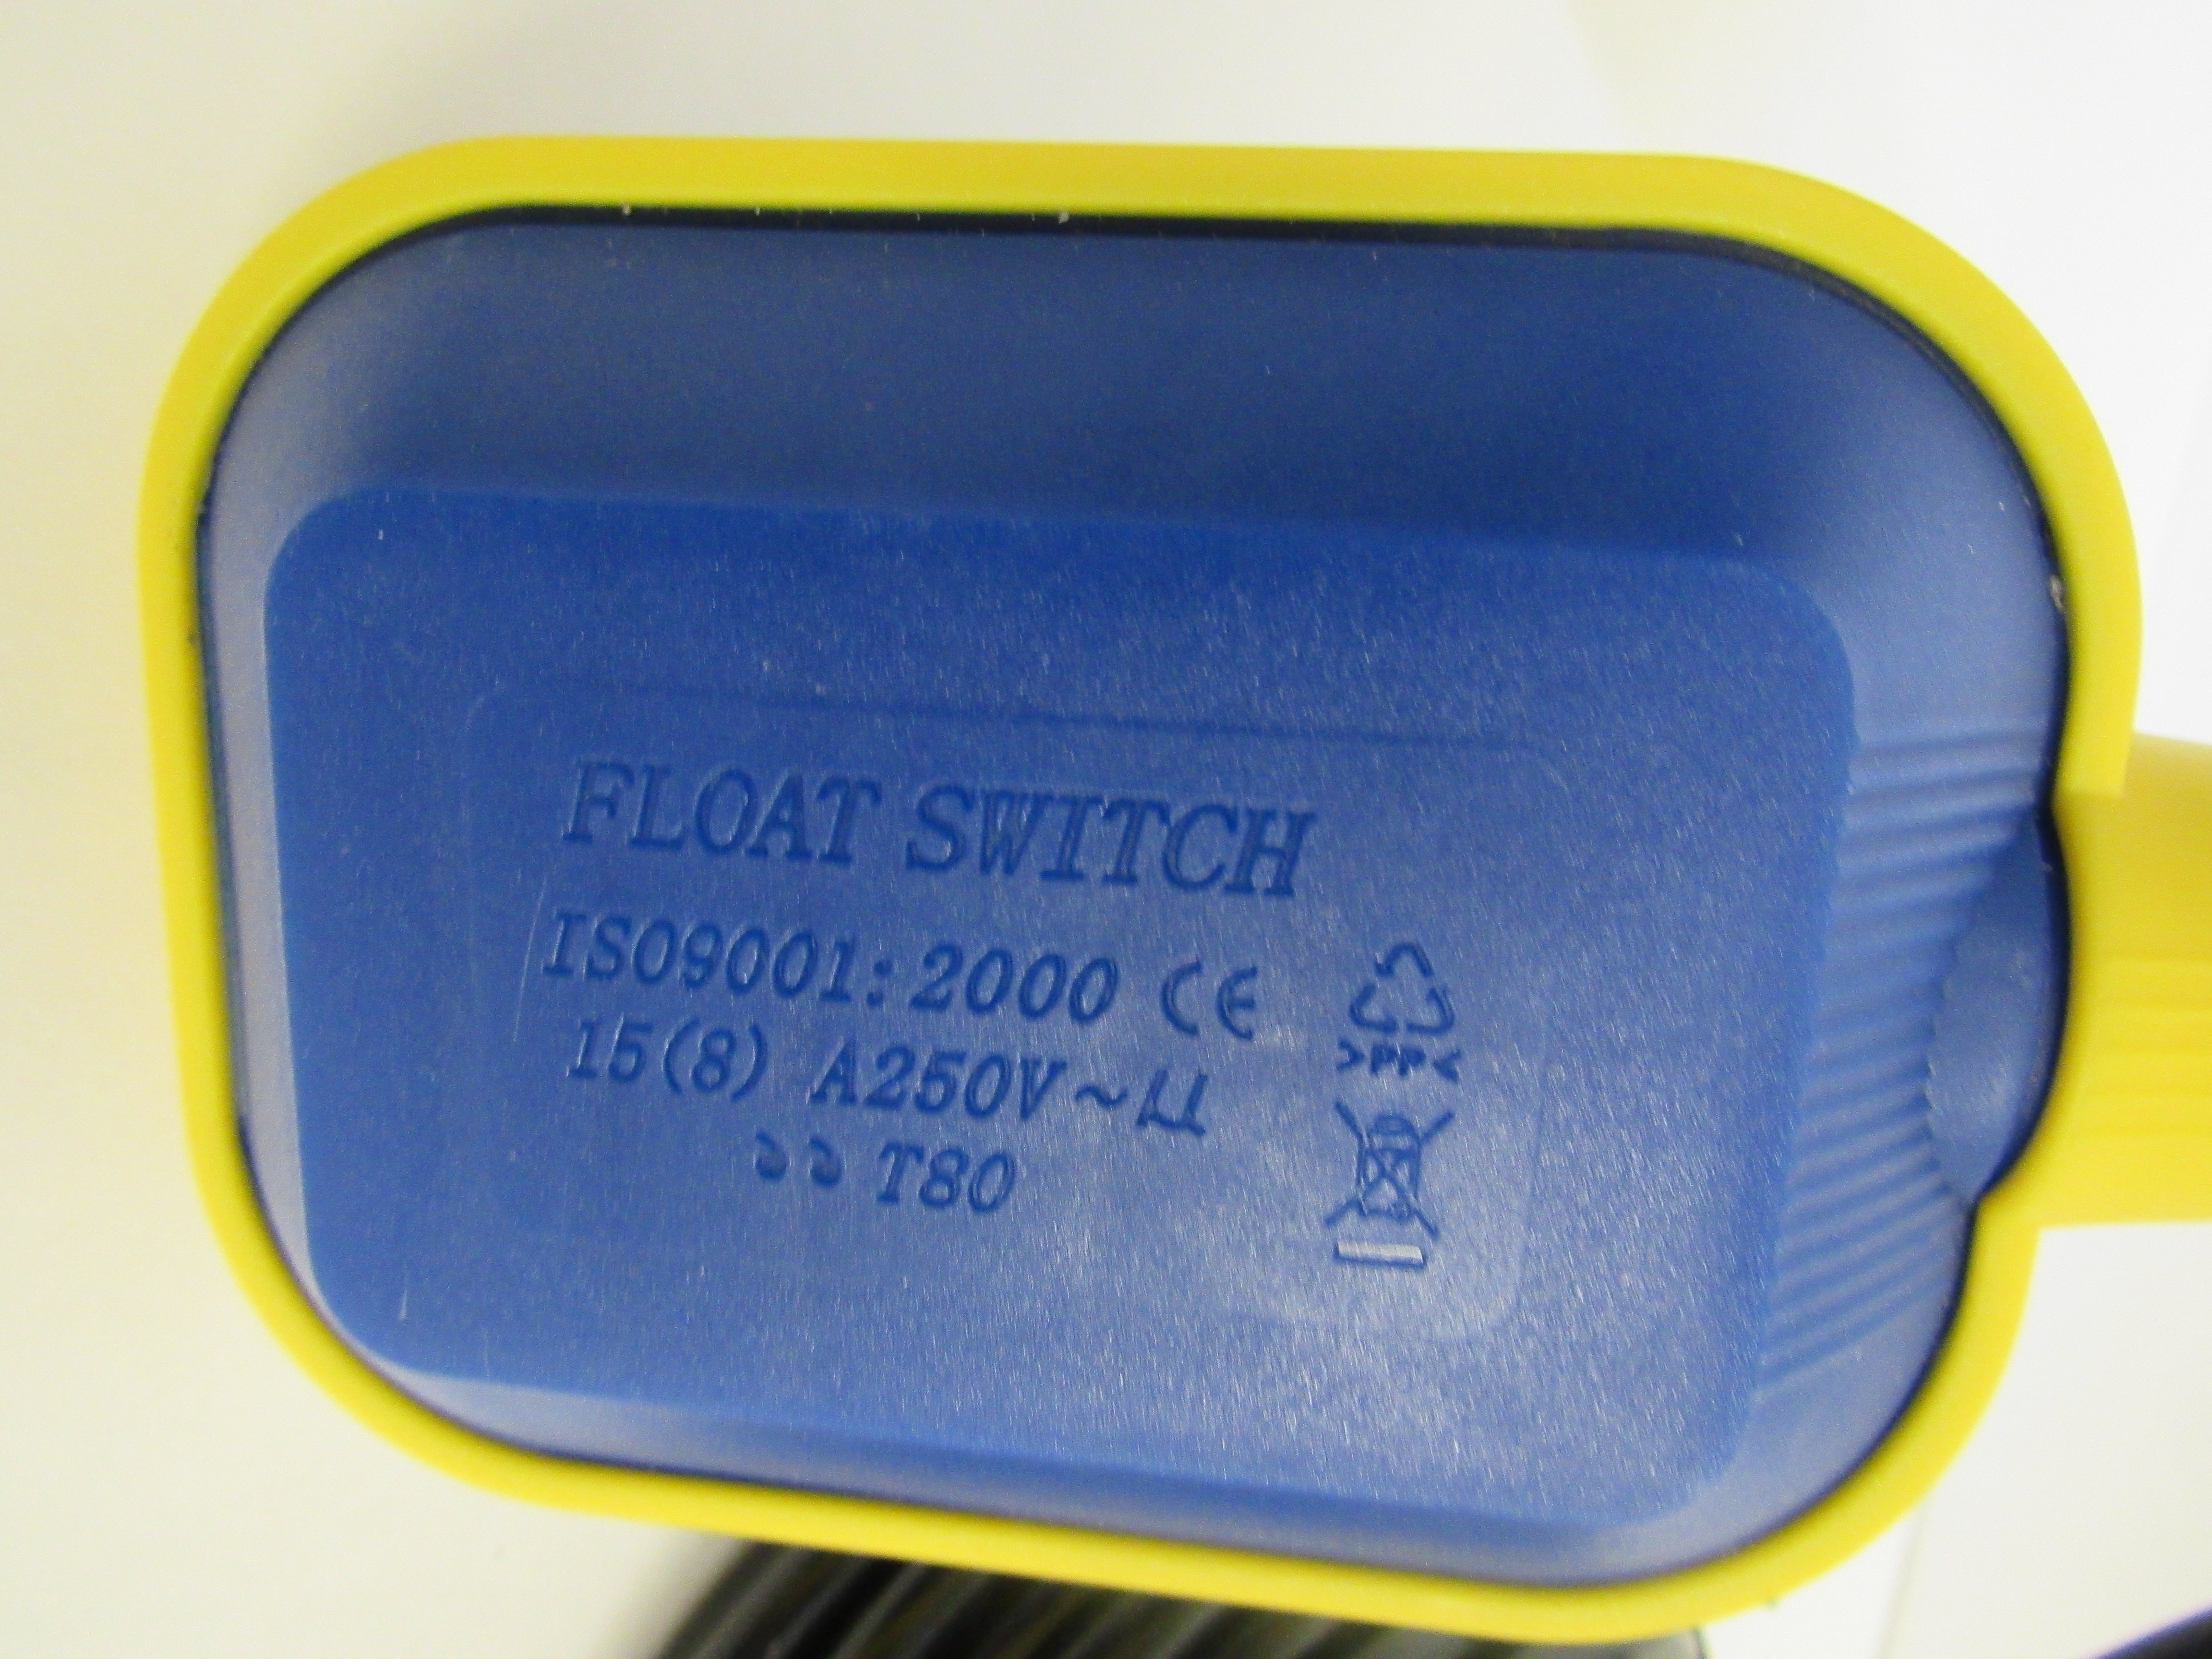 FLOAT SWITCH
ISO9001:2000 CE
15(8) A250V~µ
T80
>PP<